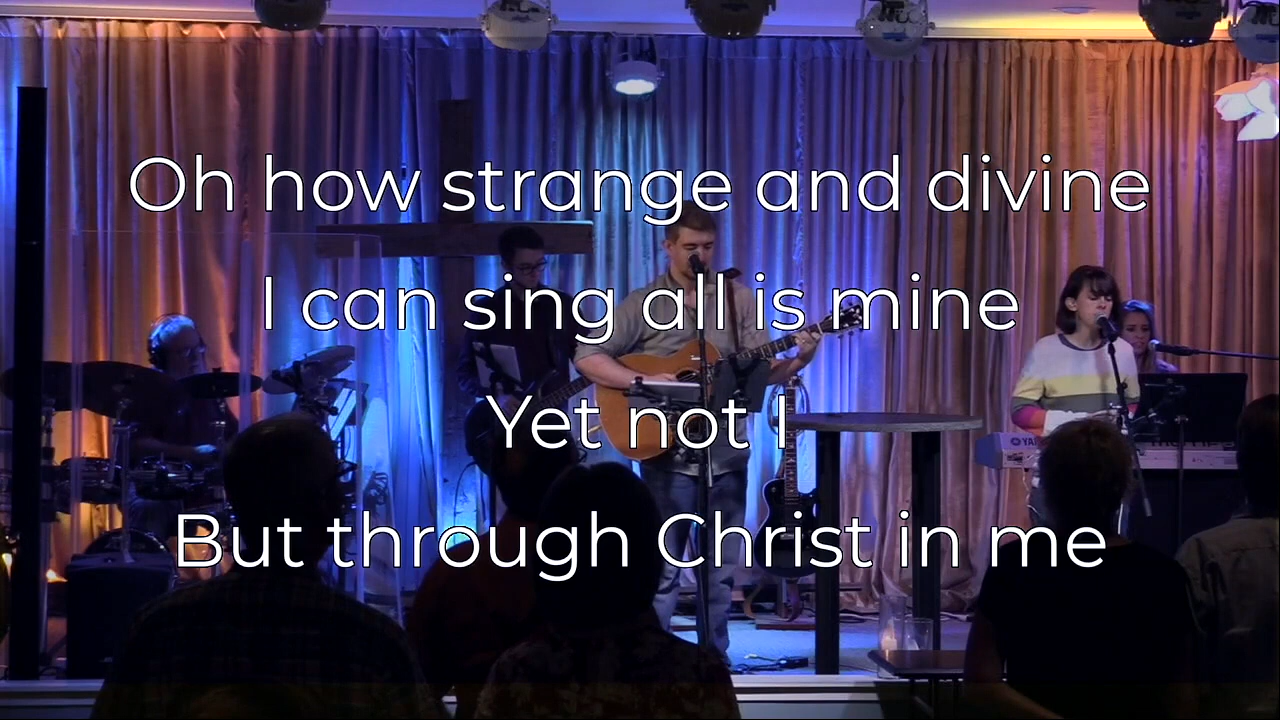 Oh how strange and divine
I can sing all is mine
Yet not I
But through Christ in me